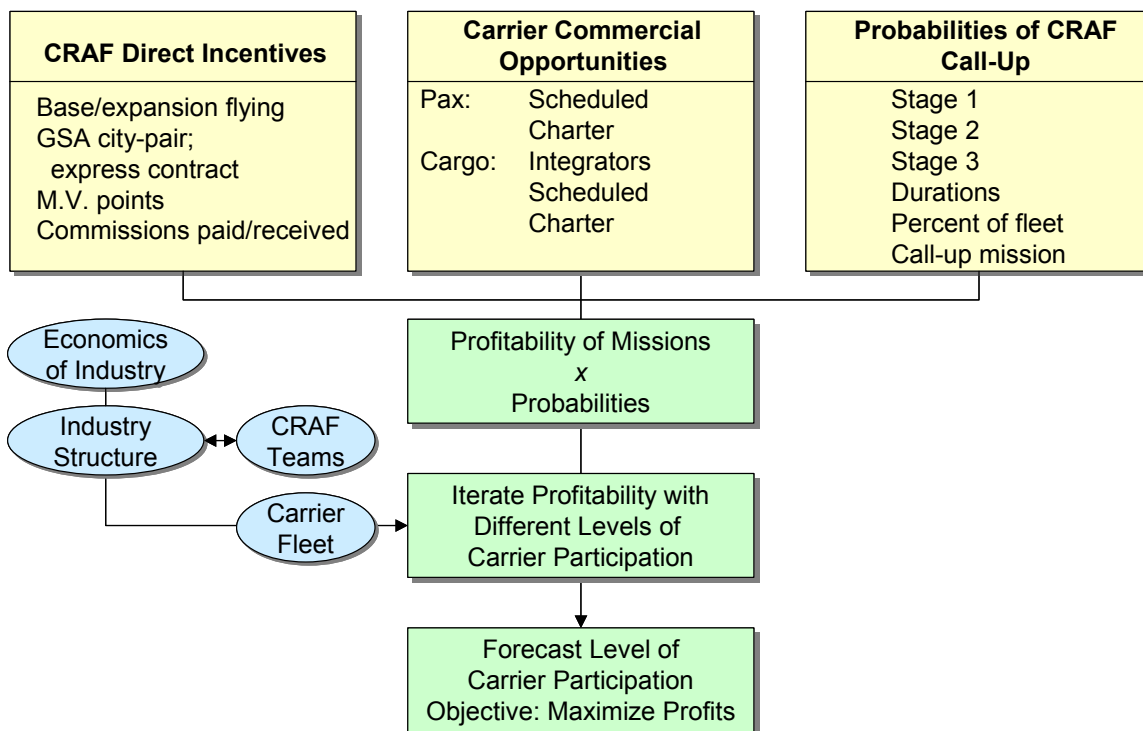 CRAF Direct Incentives
Base/expansion flying
GSA city-pair;
express contract
M.V. points
Commissions paid/received
Carrier Commercial
Opportunities
Pax: Scheduled
Charter
Cargo: Integrators
Scheduled
Charter
Probabilities of CRAF
Call-Up
Stage 1
Stage 2
Stage 3
Durations
Percent of fleet
Call-up mission
Economics
of Industry
Industry
Structure
CRAF
Teams
Carrier
Fleet
Profitability of Missions
x
Probabilities
Iterate Profitability with
Different Levels of
Carrier Participation
Forecast Level of
Carrier Participation
Objective: Maximize Profits